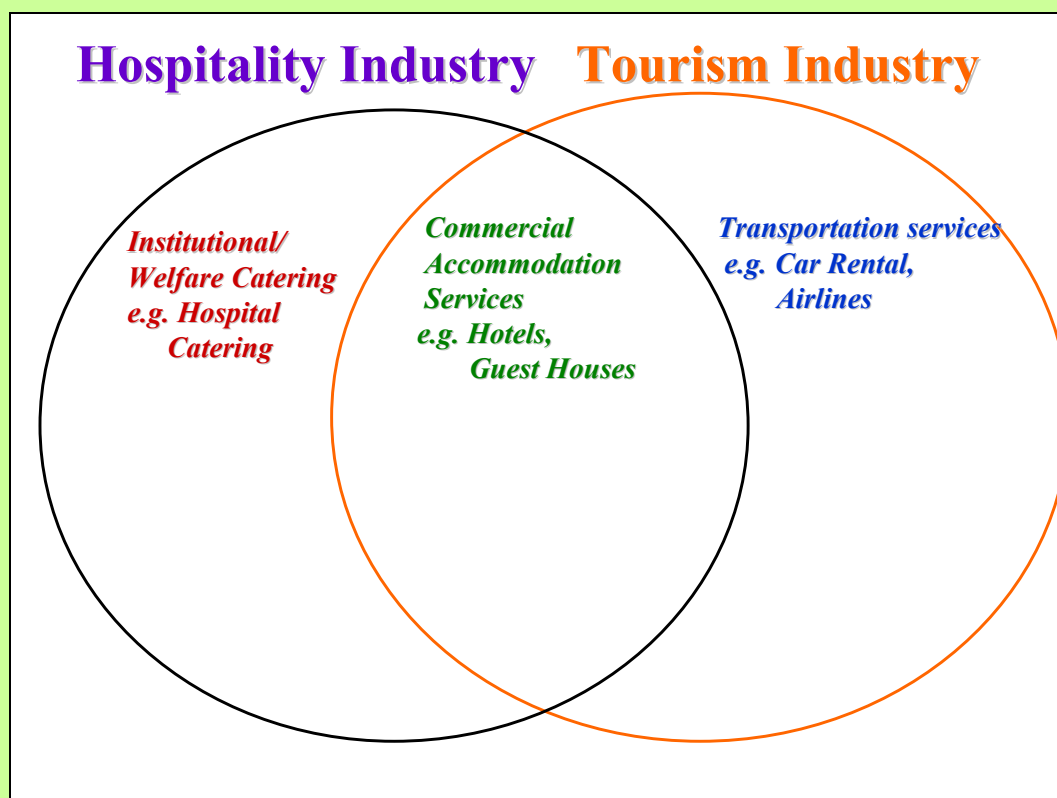 Hospitality Industry Tourism Industry
Institutional/
Welfare Catering
e.g. Hospital
Catering
Commercial
Accommodation
Services
e.g. Hotels,
Guest Houses
Transportation services
e.g. Car Rental,
Airlines